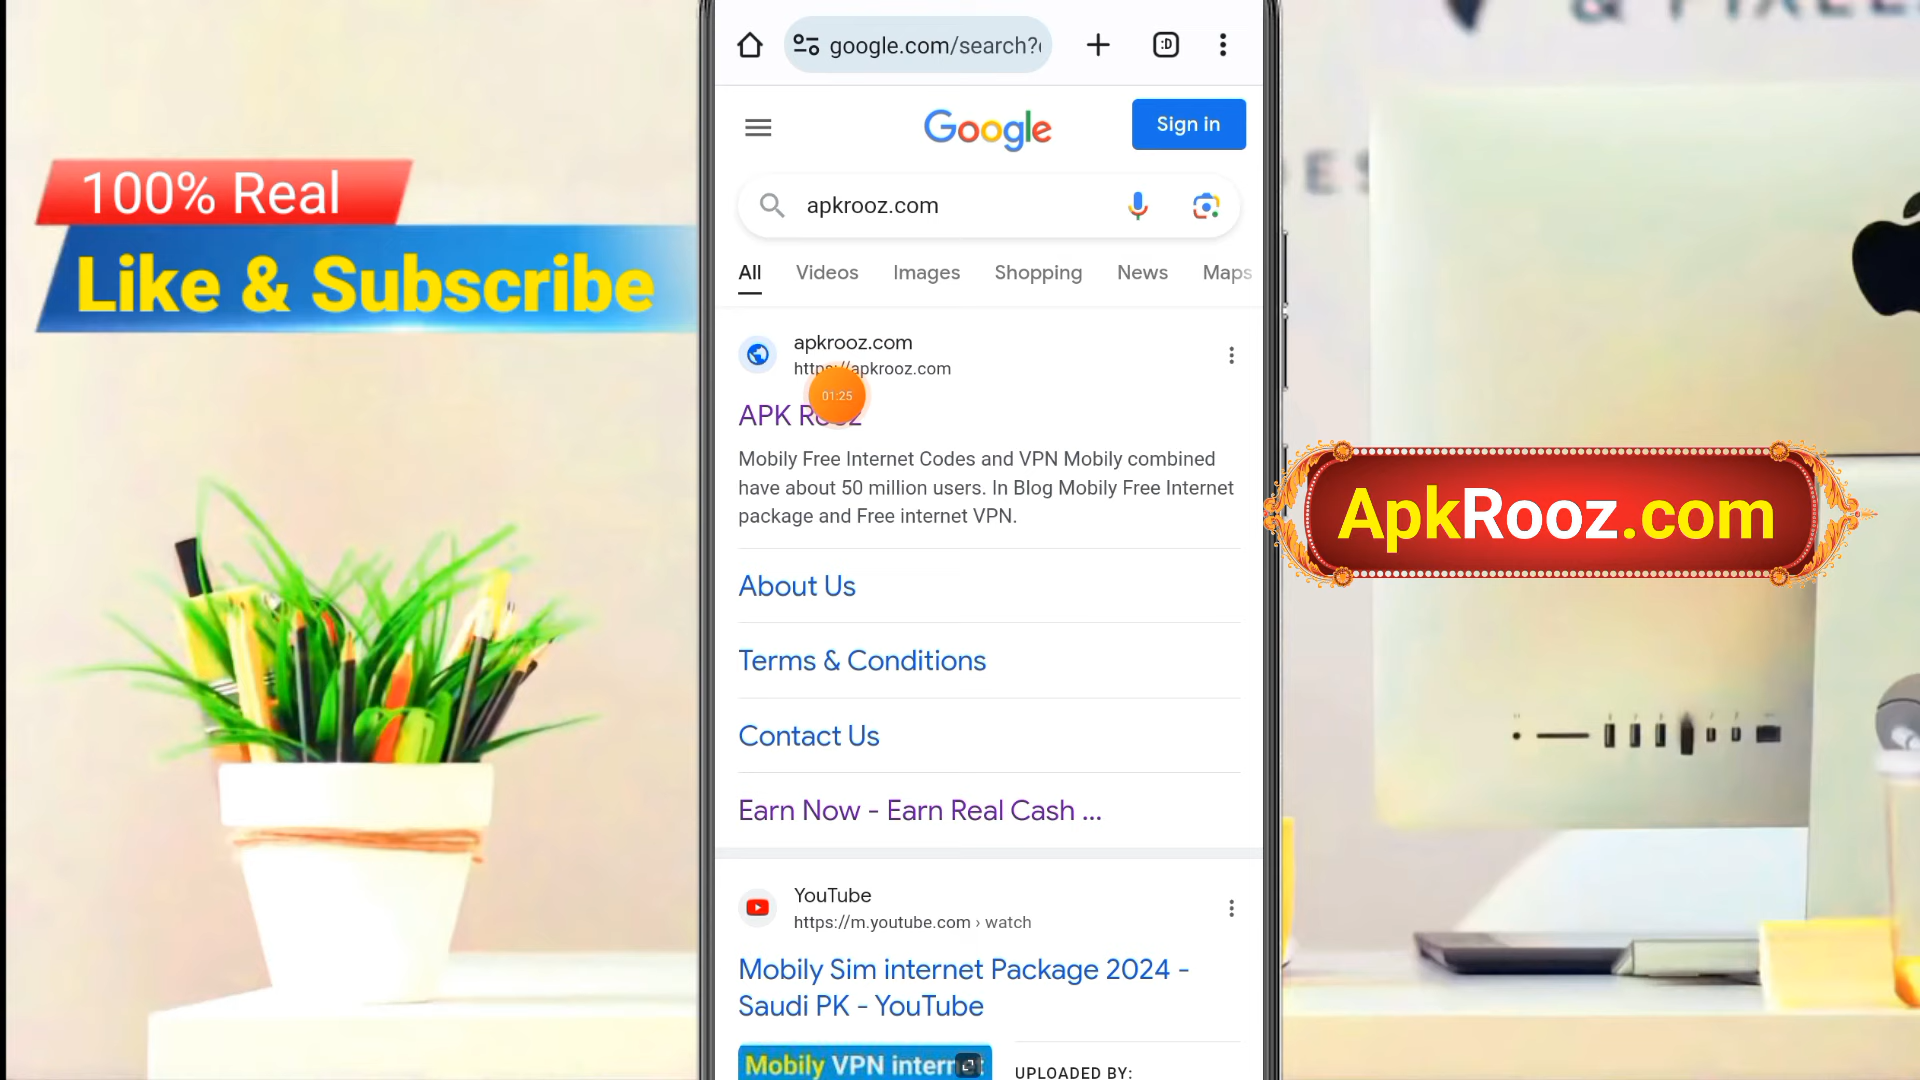 google.com/search?
:D
Google
Sign in
apkrooz.com
All Videos Images Shopping News Maps
apkrooz.com
https://apkrooz.com
01:25
APK Rooz
Mobily Free Internet Codes and VPN Mobily combined
have about 50 million users. In Blog Mobily Free Internet
package and Free internet VPN.
About Us
Terms & Conditions
Contact Us
Earn Now - Earn Real Cash ...
YouTube
https://m.youtube.com › watch
Mobily Sim internet Package 2024 -
Saudi PK - YouTube
Mobily VPN internet
UPLOADED BY:
100% Real
Like & Subscribe
ApkRooz.com